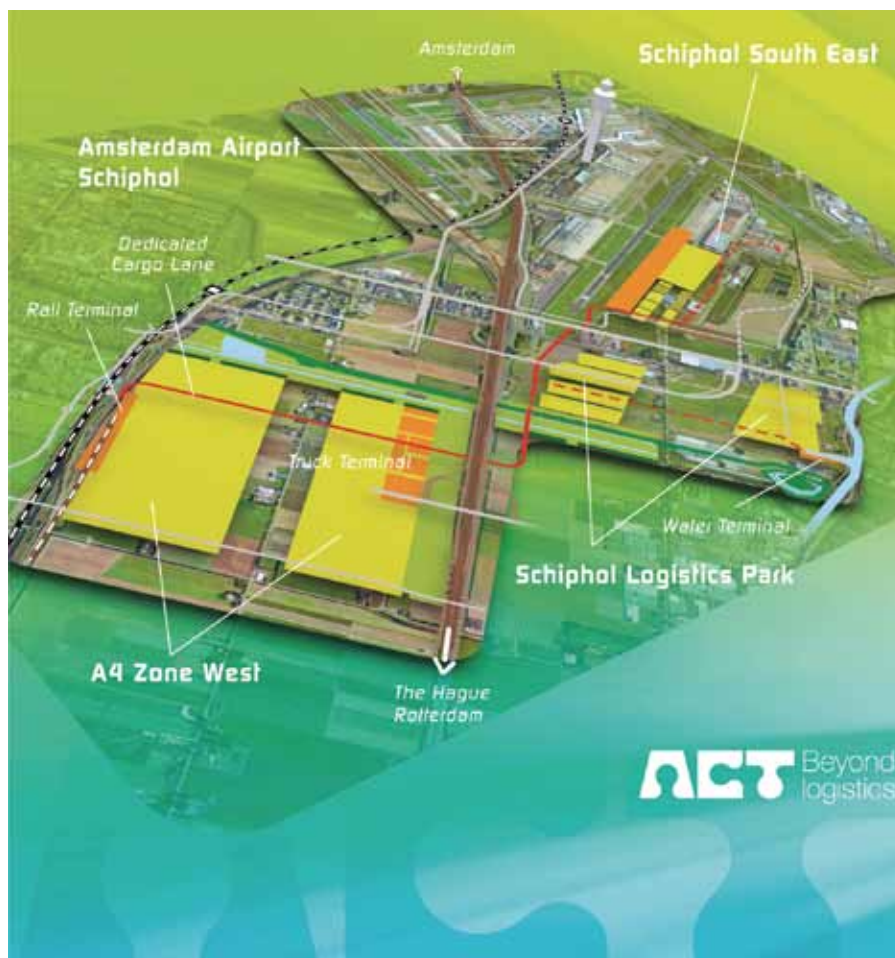 Amsterdam
Schiphol South East
Amsterdam Airport
Schiphol
Dedicated
Cargo Lane
Rail Terminal
Truck Terminal
Water Terminal
Schiphol Logistics Park
A4 Zone West
The Hague
Rotterdam
ACT Beyond
logistics